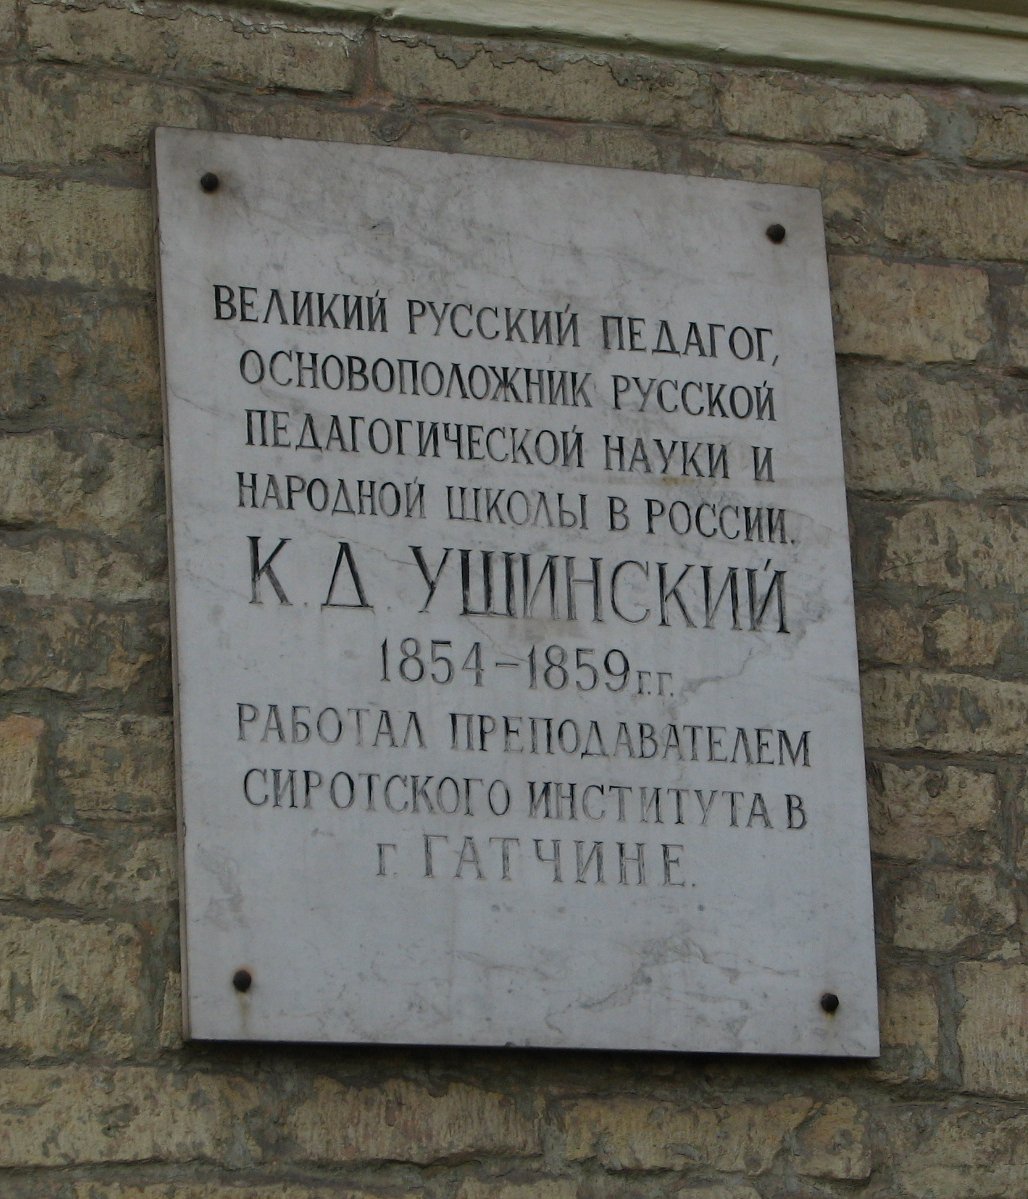 ВЕЛИКИЙ РУССКИЙ ПЕДАГОГ,
ОСНОВОПОЛОЖНИК РУССКОЙ
ПЕДАГОГИЧЕСКОЙ НАУКИ И
НАРОДНОЙ ШКОЛЫ В РОССИИ.
К.Д. УШИНСКИЙ
1854–1859 г.г.
РАБОТАЛ ПРЕПОДАВАТЕЛЕМ
СИРОТСКОГО ИНСТИТУТА В
г. ГАТЧИНЕ.